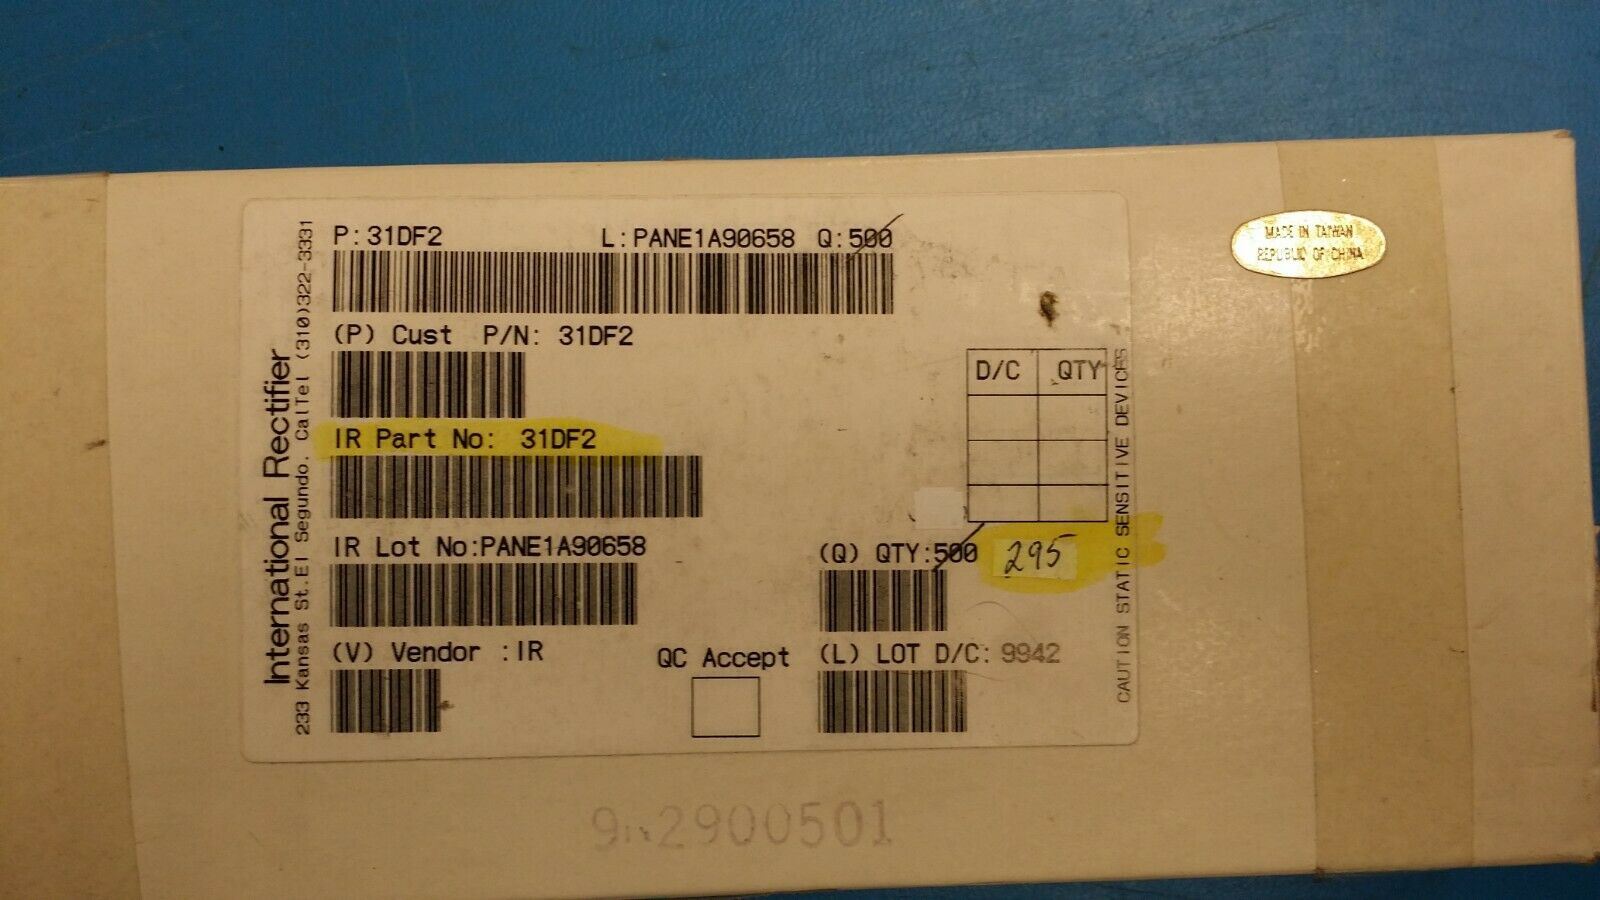 International Rectifier
233 Kansas St.El Segundo. CalTel (310)322-3331
P:31DF2 L:PANE1A90658 Q:500
(P) Cust P/N: 31DF2
IR Part No: 31DF2
IR Lot No:PANE1A90658
(V) Vendor :IR
QC Accept
D/C QTY
(Q) QTY:500 295
(L) LOT D/C: 9942
CAUTION STATIC SENSITIVE DEVICES
MADE IN TAIWAN
REPUBLIC OF CHINA
2900501